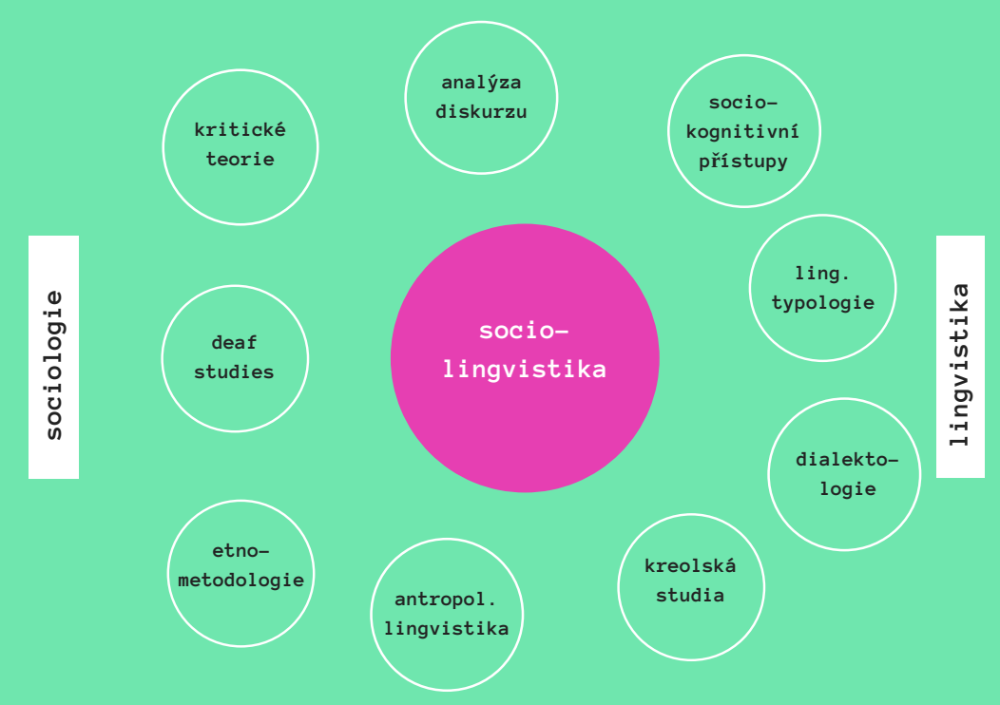 analýza
diskurzu
kritické
teorie
socio-
kognitivní
přístupy
sociologie
lingvistika
ling.
typologie
socio-
lingvistika
deaf
studies
dialekto-
logie
etno-
metodologie
antropol.
lingvistika
kreolská
studia